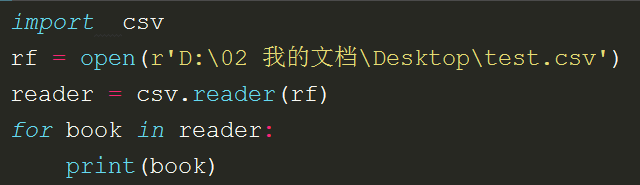 import csv
rf = open(r'D:\02 我的文档\Desktop\test.csv')
reader = csv.reader(rf)
for book in reader:
    print(book)